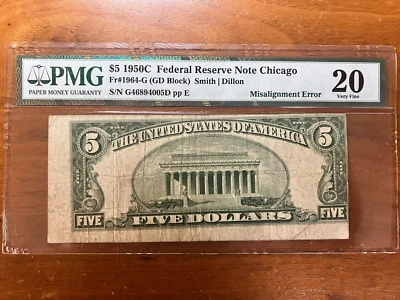 $5 1950C Federal Reserve Note Chicago
Fr#1964-G (GD Block) Smith | Dillon
S/N G46894005D pp E
Misalignment Error
PMG
PAPER MONEY GUARANTY
20
Very Fine
5 THE UNITED STATES OF AMERICA 5
FIVE FIVE DOLLARS FIVE